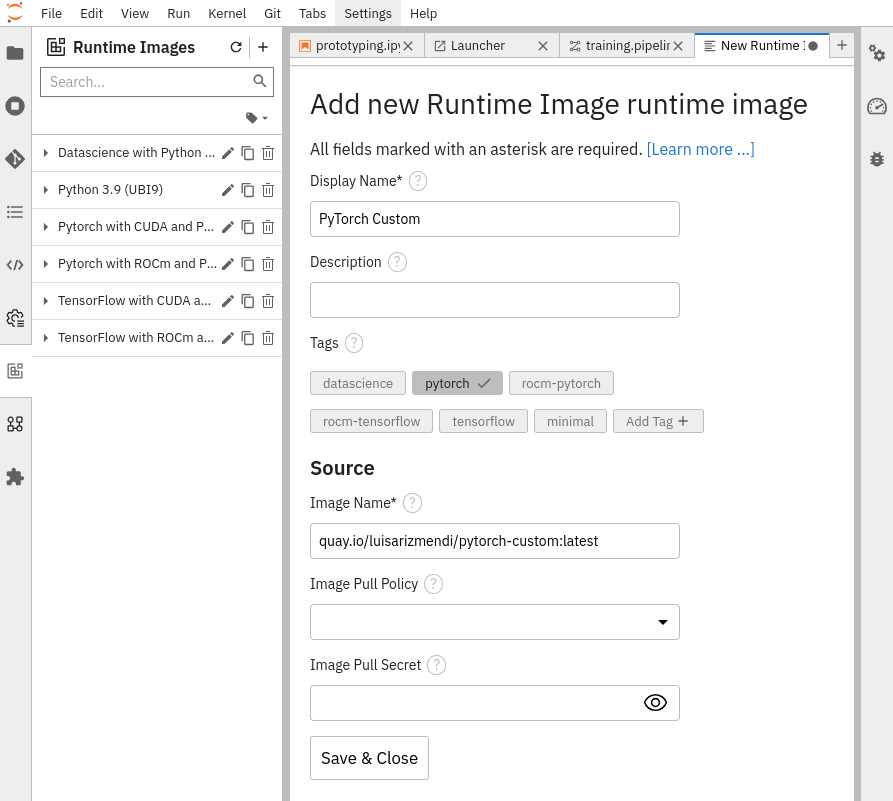 File Edit View Run Kernel Git Tabs Settings Help
Runtime Images
Search...
Datascience with Python ...
Python 3.9 (UBI9)
Pytorch with CUDA and P...
Pytorch with ROCm and P...
TensorFlow with CUDA a...
TensorFlow with ROCm a...
prototyping.ipy Launcher training.pipelin New Runtime I
Add new Runtime Image runtime image
All fields marked with an asterisk are required. [Learn more ...]
Display Name* ?
PyTorch Custom
Description ?
Tags ?
datascience pytorch rocm-pytorch
rocm-tensorflow tensorflow minimal Add Tag +
Source
Image Name* ?
quay.io/luisarizmendi/pytorch-custom:latest
Image Pull Policy ?
Image Pull Secret ?
Save & Close